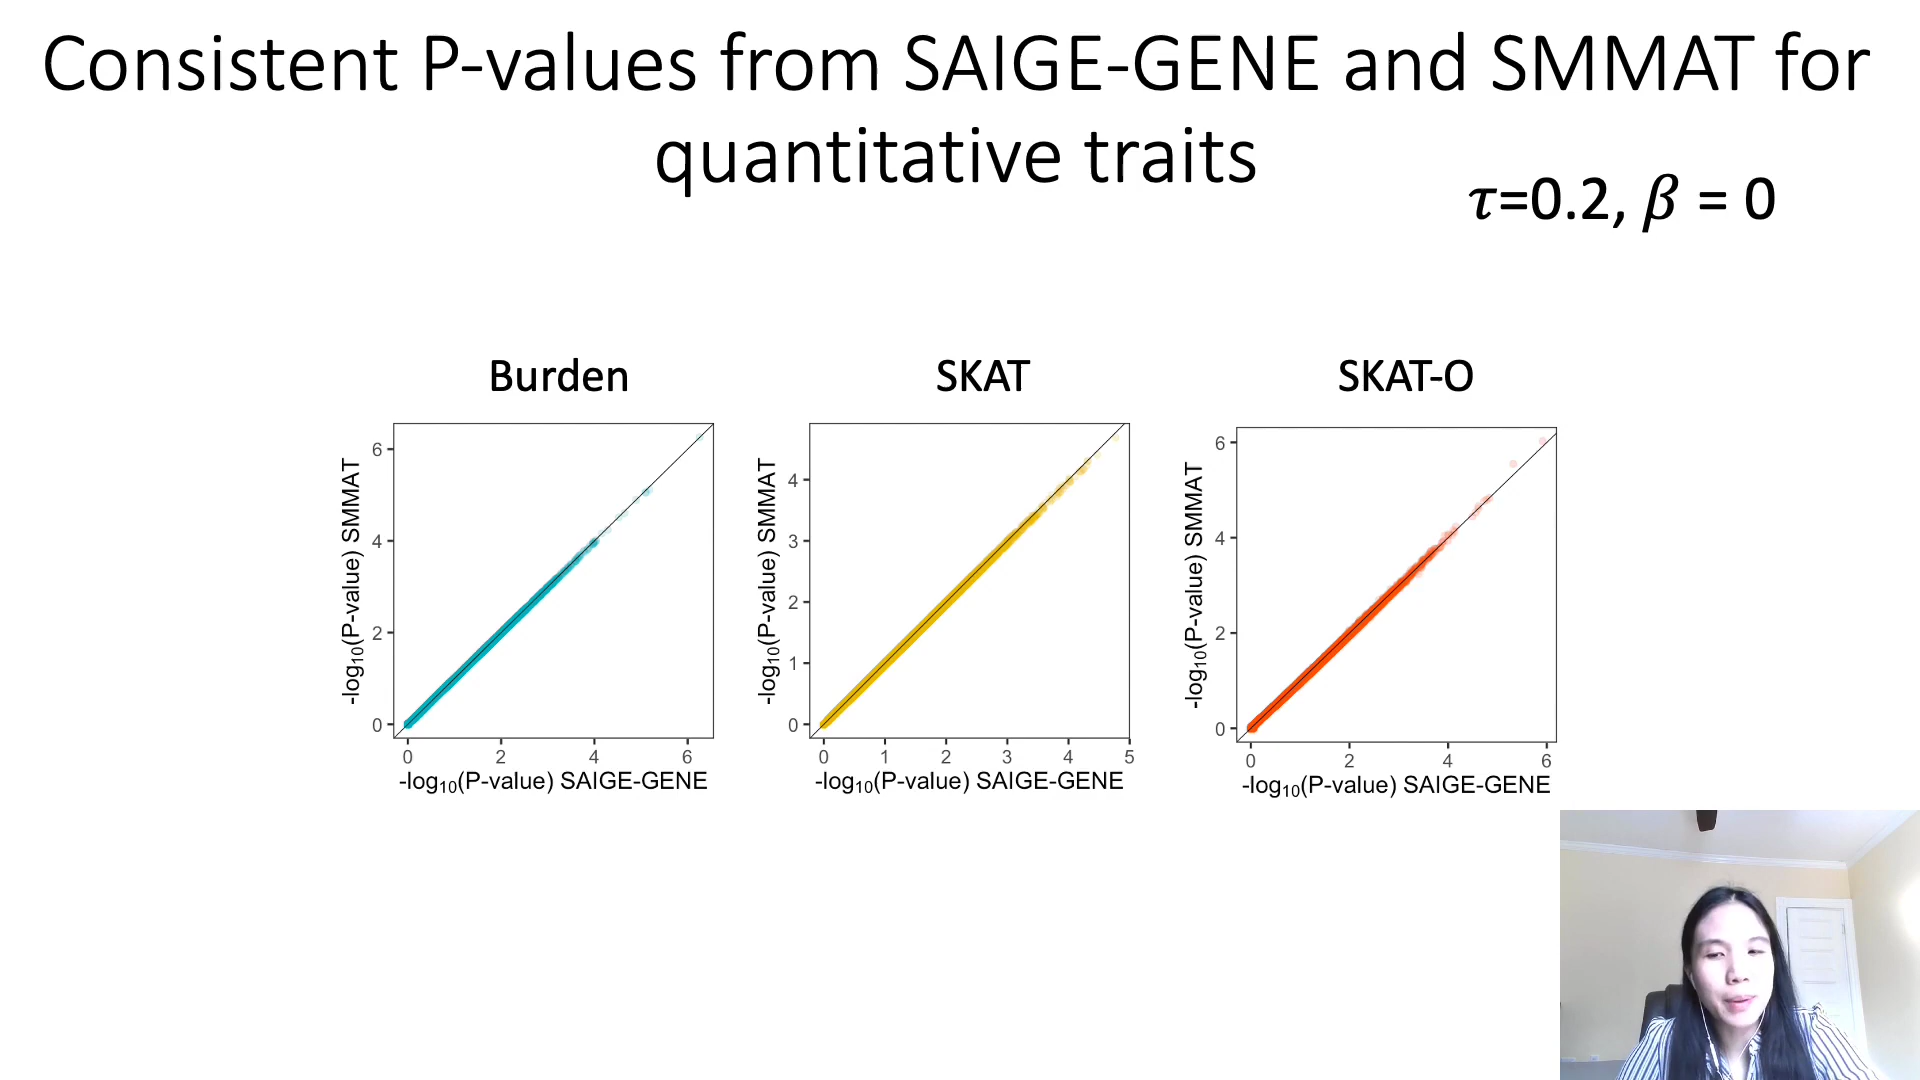 Consistent P-values from SAIGE-GENE and SMMAT for
quantitative traits
τ=0.2, β = 0
Burden
SKAT
SKAT-O
6
4
2
0
-log10(P-value) SMMAT
0 2 4 6
-log10(P-value) SAIGE-GENE
4
3
2
1
0
-log10(P-value) SMMAT
0 1 2 3 4 5
-log10(P-value) SAIGE-GENE
6
4
2
0
-log10(P-value) SMMAT
0 2 4 6
-log10(P-value) SAIGE-GENE